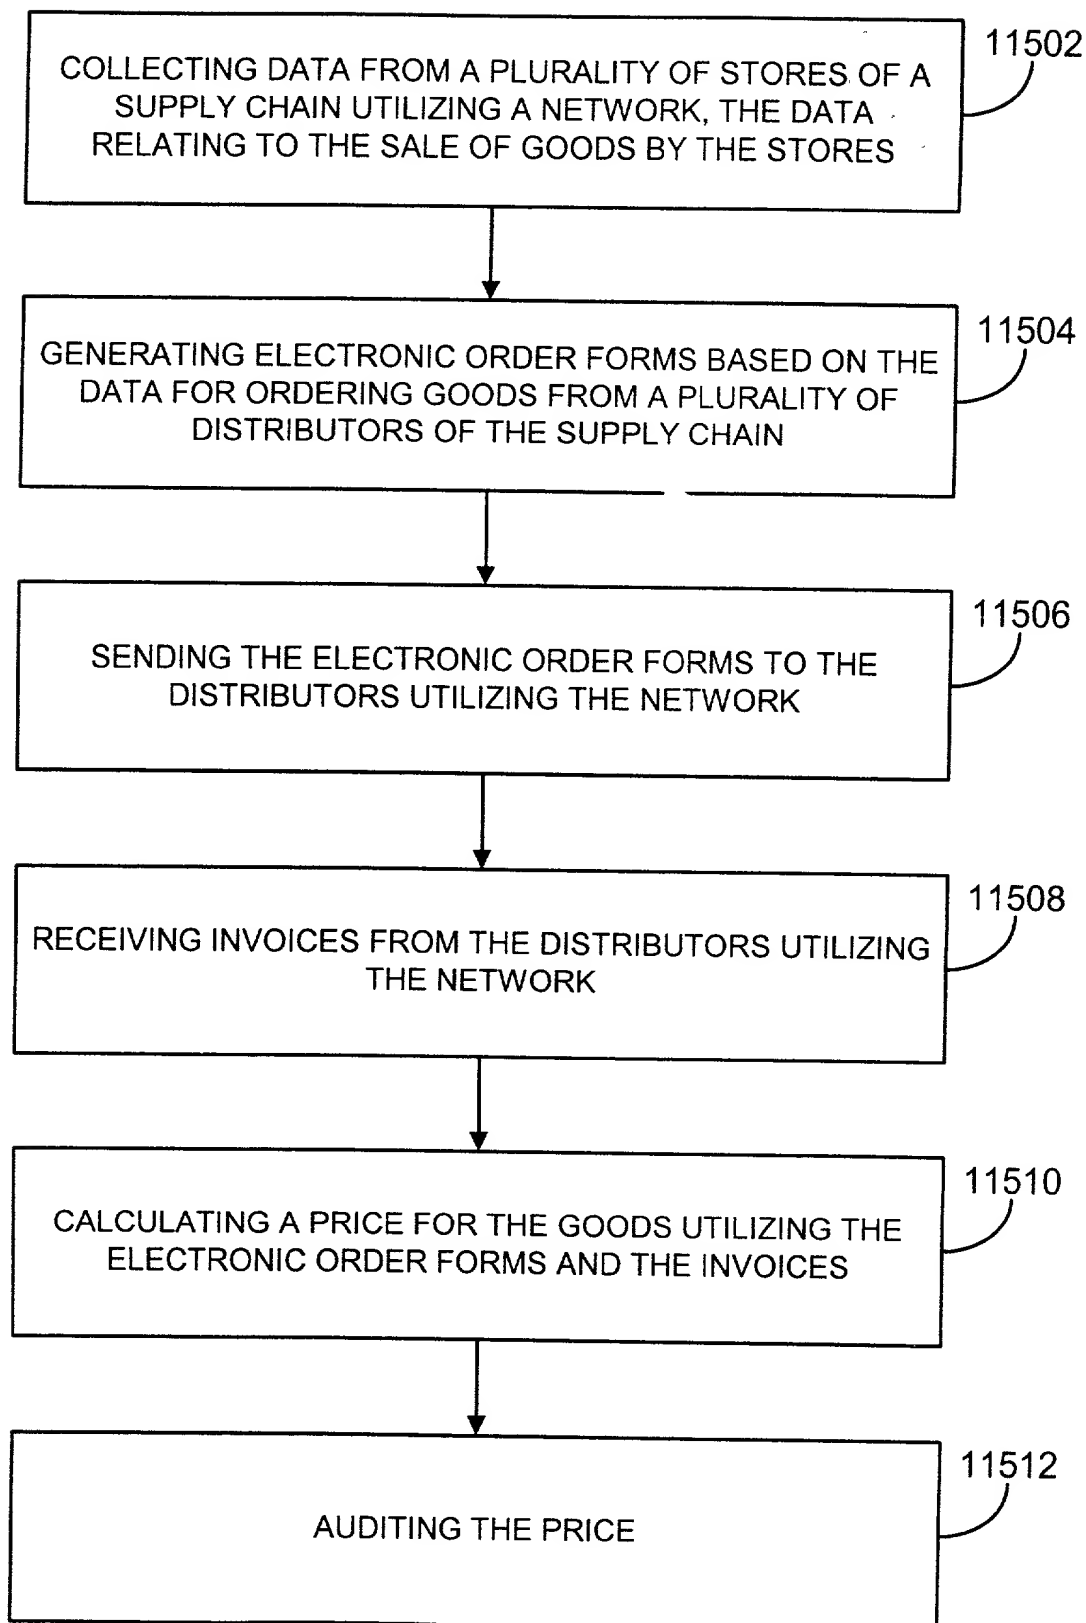 11502
COLLECTING DATA FROM A PLURALITY OF STORES OF A
SUPPLY CHAIN UTILIZING A NETWORK, THE DATA
RELATING TO THE SALE OF GOODS BY THE STORES
11504
GENERATING ELECTRONIC ORDER FORMS BASED ON THE
DATA FOR ORDERING GOODS FROM A PLURALITY OF
DISTRIBUTORS OF THE SUPPLY CHAIN
11506
SENDING THE ELECTRONIC ORDER FORMS TO THE
DISTRIBUTORS UTILIZING THE NETWORK
11508
RECEIVING INVOICES FROM THE DISTRIBUTORS UTILIZING
THE NETWORK
11510
CALCULATING A PRICE FOR THE GOODS UTILIZING THE
ELECTRONIC ORDER FORMS AND THE INVOICES
11512
AUDITING THE PRICE